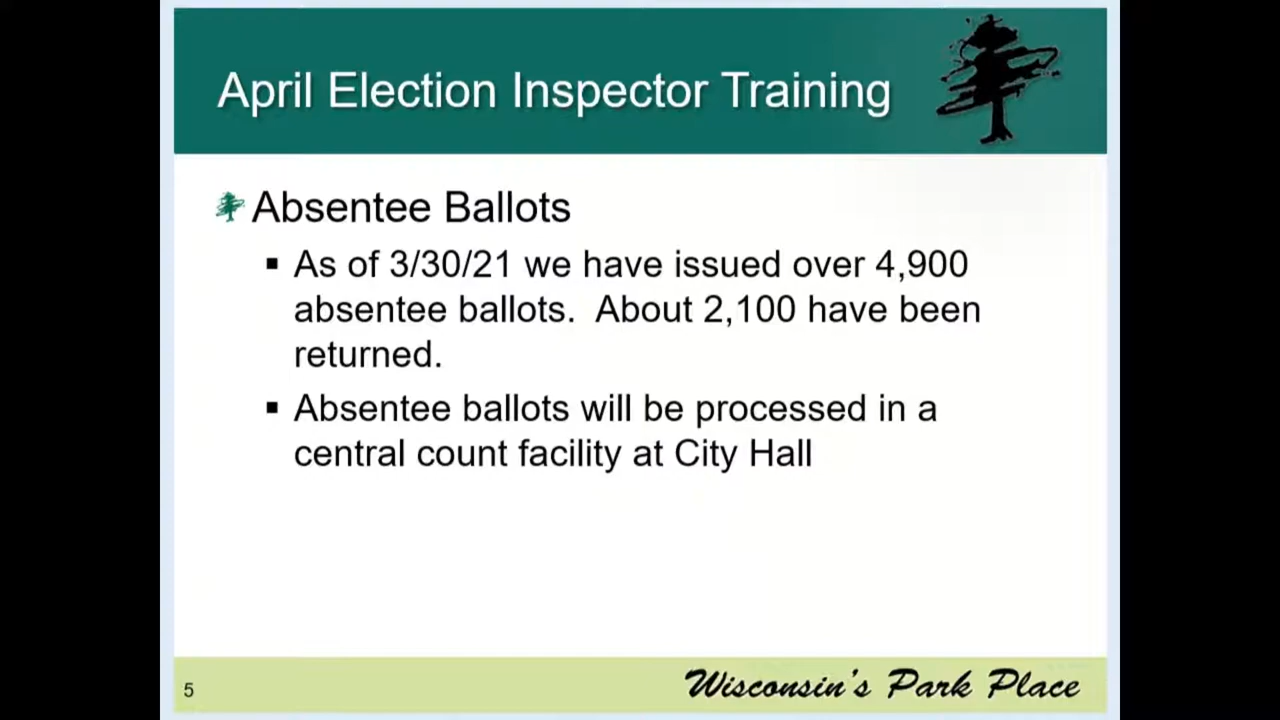 April Election Inspector Training
Absentee Ballots
▪ As of 3/30/21 we have issued over 4,900
absentee ballots.  About 2,100 have been
returned.
▪ Absentee ballots will be processed in a
central count facility at City Hall
5
Wisconsin's Park Place